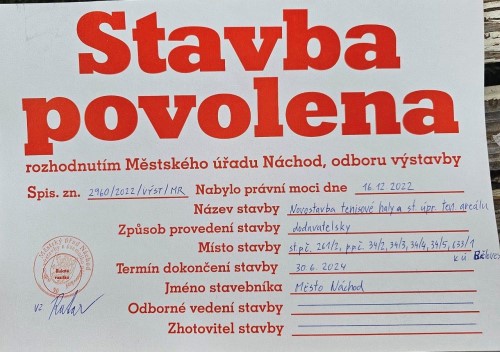 Stavba
povolena
rozhodnutím Městského úřadu Náchod, odboru výstavby
Spis. zn. 2960/2022/VÝST/MR Nabylo právní moci dne 16.12.2022
Název stavby Novostavba tenisové haly a st. úpr. ten. areálu
Způsob provedení stavby dodavatelsky
Místo stavby st.p.č. 261/2, p.p.č. 34/2, 34/3, 34/4, 34/5, 633/1
k.ú.
Termín dokončení stavby 30.6.2024
Jméno stavebníka Město Náchod
Odborné vedení stavby
Zhotovitel stavby